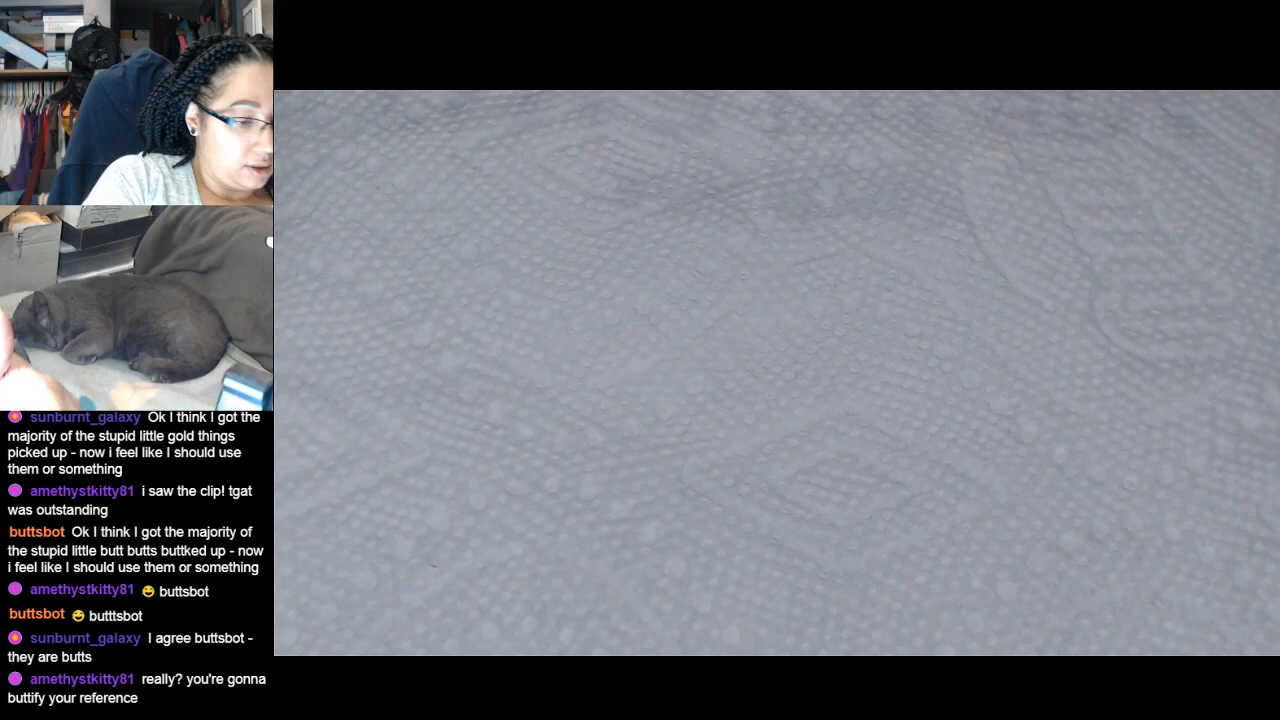 sunburnt_galaxy Ok I think I got the
majority of the stupid little gold things
picked up - now i feel like I should use
them or something
amethystkitty81 i saw the clip! tgat
was outstanding
buttsbot Ok I think I got the majority of
the stupid little butt butts buttked up - now
i feel like I should use them or something
amethystkitty81 buttsbot
buttsbot butttsbot
sunburnt_galaxy I agree buttsbot -
they are butts
amethystkitty81 really? you're gonna
buttify your reference